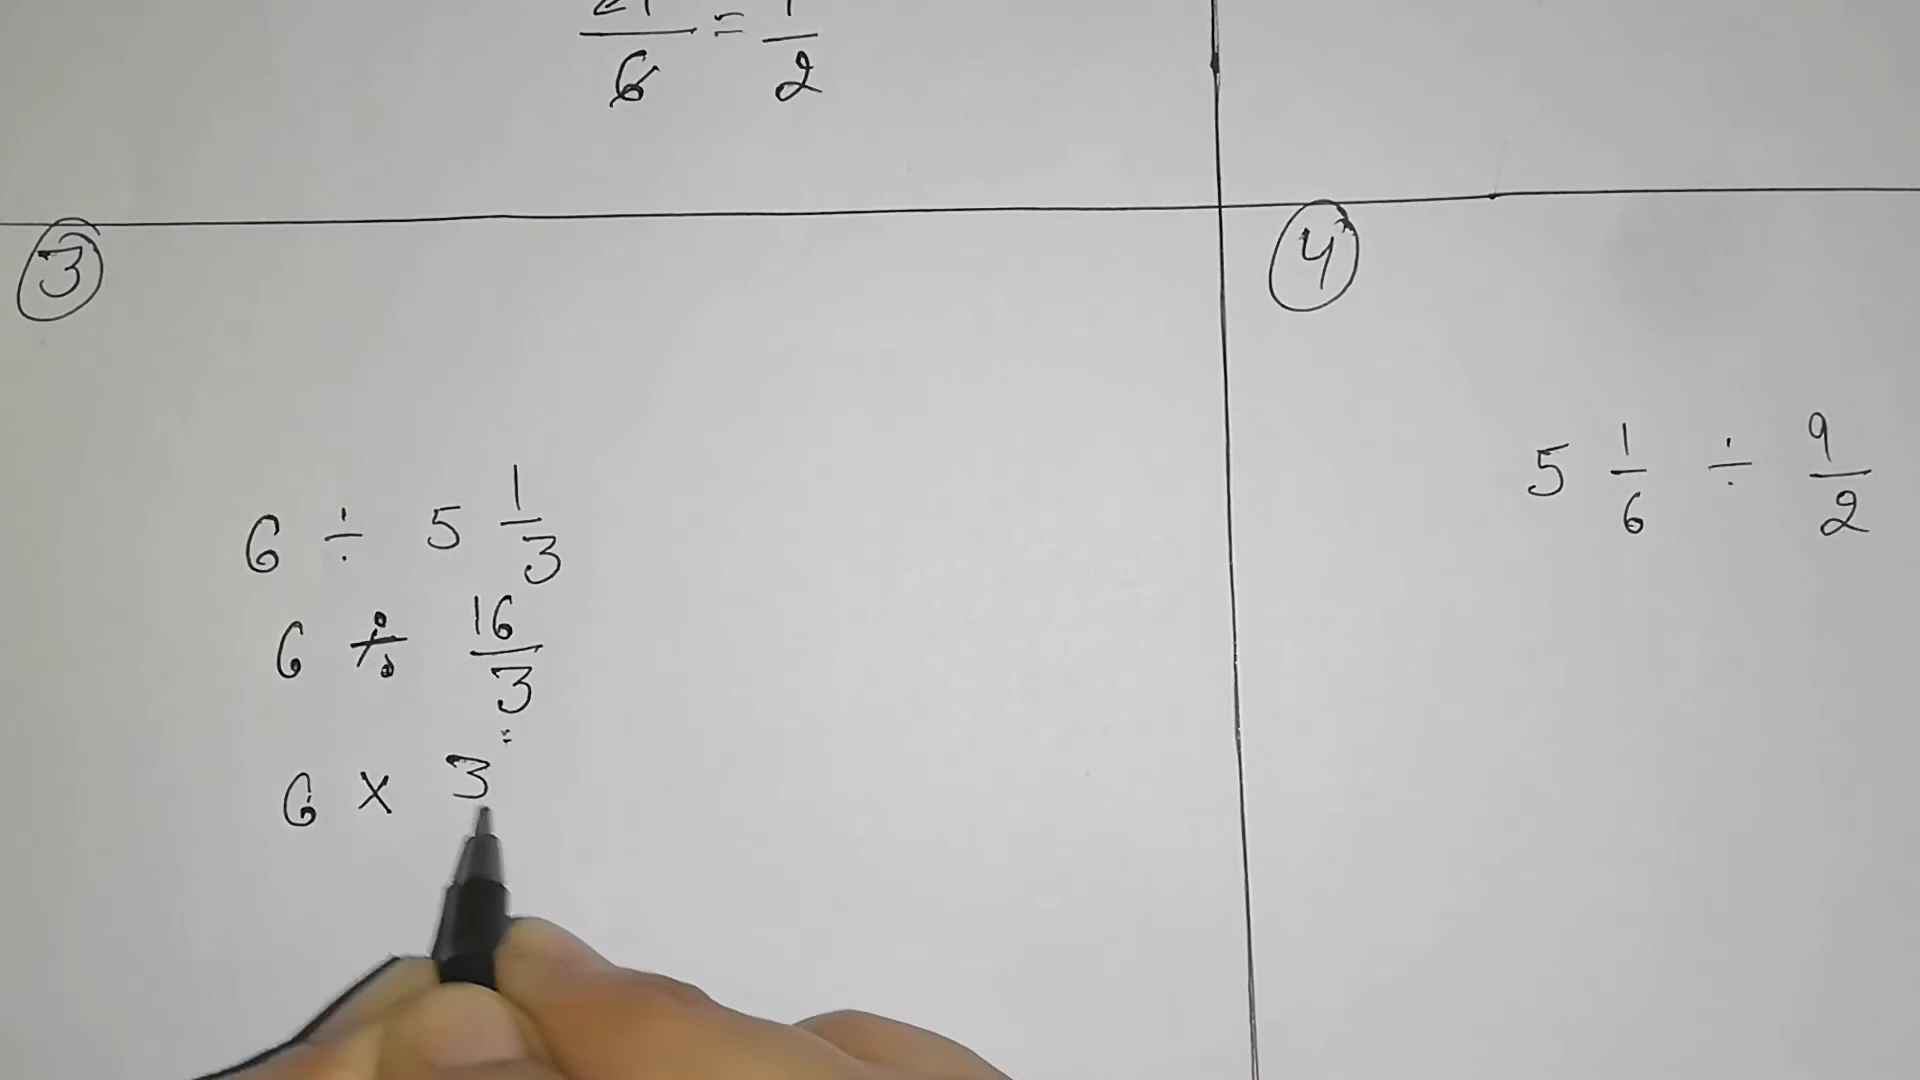 6 = 2
3
6 ÷ 5 1/3
6 ÷ 16/3
=
6 × 3
4
5 1/6 ÷ 9/2